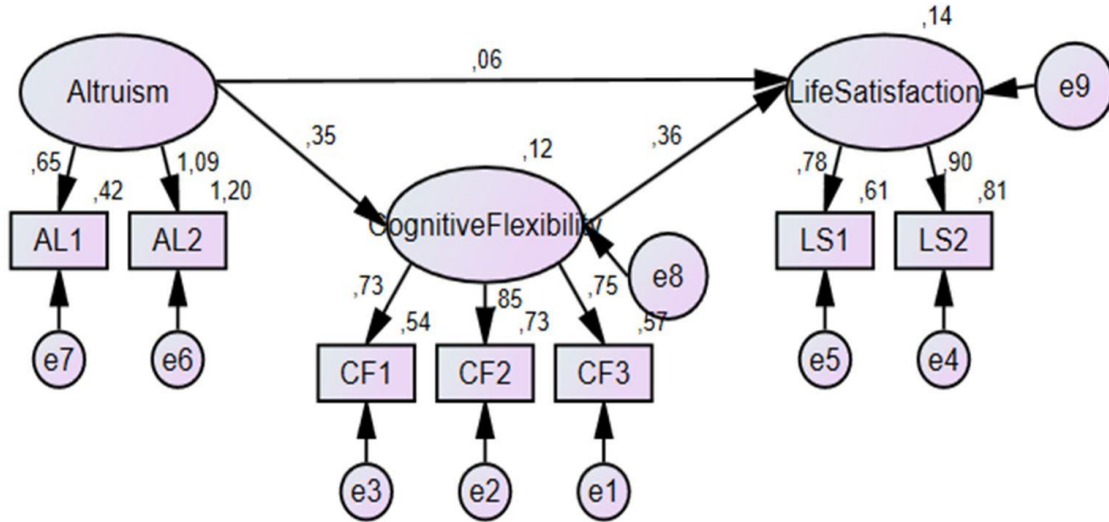 ,14
,06
Altruism
LifeSatisfaction
e9
,35
,12
,36
,65
1,09
,42
1,20
,78
,90
,61
,81
AL1
AL2
CognitiveFlexibility
LS1
LS2
e8
,73
85
,75
,54
,73
,57
e7
e6
CF1
CF2
CF3
e5
e4
e3
e2
e1